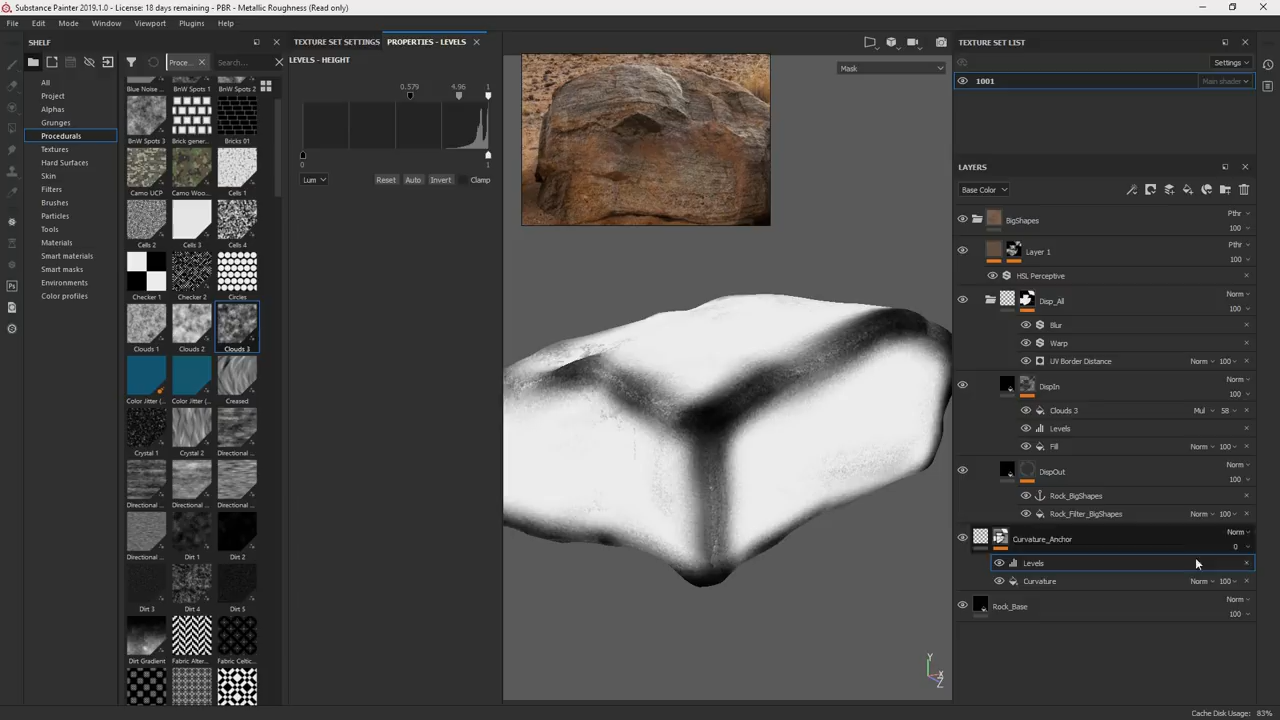 Substance Painter 2019.1.0 - License: 18 days remaining - PBR - Metallic Roughness (Read only)
File Edit Mode Window Viewport Plugins Help
SHELF
Proce...
Search...
All
Project
Alphas
Grunges
Procedurals
Textures
Hard Surfaces
Skin
Filters
Brushes
Particles
Tools
Materials
Smart materials
Smart masks
Environments
Color profiles
Blue Noise ... BnW Spots 1 BnW Spots 2
BnW Spots 3 Brick gener... Bricks 01
Camo UCP Camo Woo... Cells 1
Cells 2 Cells 3 Cells 4
Checker 1 Checker 2 Circles
Clouds 1 Clouds 2 Clouds 3
Color Jitter (... Color Jitter (... Creased
Crystal 1 Crystal 2 Directional ...
Directional ... Directional ... Directional ...
Directional ... Dirt 1 Dirt 2
Dirt 3 Dirt 4 Dirt 5
Dirt Gradient Fabric Alter... Fabric Celtic...
TEXTURE SET SETTINGS PROPERTIES - LEVELS
LEVELS - HEIGHT
0.579 4.96 1
0 1
Lum Reset Auto Invert Clamp
Mask
Y
X
Z
TEXTURE SET LIST
Settings
1001 Main shader
LAYERS
Base Color
BigShapes Pthr
100
Layer 1 Pthr
100
HSL Perceptive
Disp_All Norm
100
Blur
Warp
UV Border Distance Norm 100
DispIn Norm
100
Clouds 3 Mul 58
Levels
Fill Norm 100
DispOut Norm
100
Rock_BigShapes
Rock_Filter_BigShapes Norm 100
Curvature_Anchor Norm
0
Levels
Curvature Norm 100
Rock_Base Norm
100
Cache Disk Usage: 83%